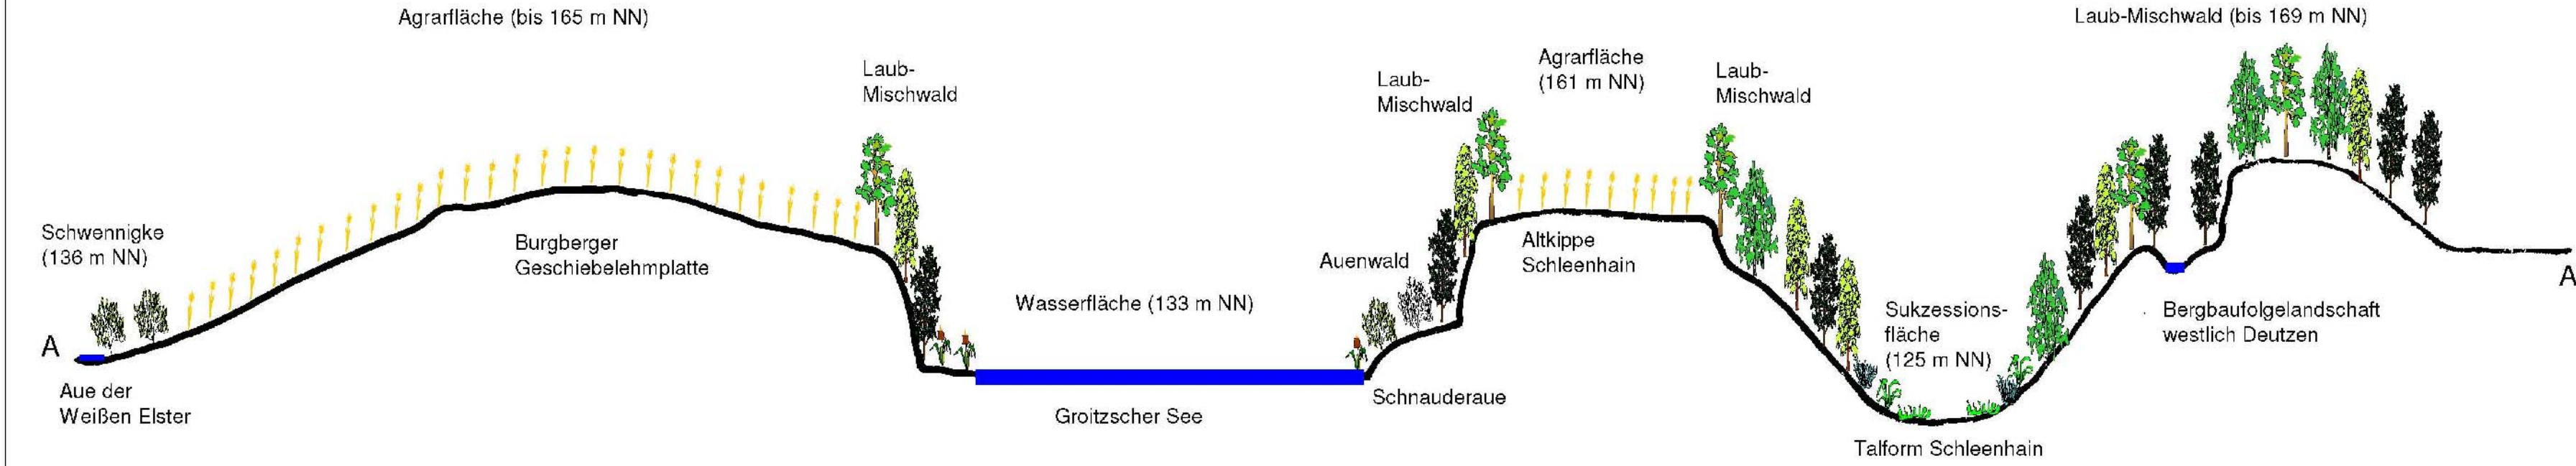 Agrarfläche (bis 165 m NN)
Laub-Mischwald (bis 169 m NN)
Agrarfläche
(161 m NN)
Laub-
Mischwald
Laub-
Mischwald
Laub-
Mischwald
Schwennigke
(136 m NN)
Burgberger
Geschiebelehmplatte
Altkippe
Schleenhain
Auenwald
Wasserfläche (133 m NN)
Sukzessions-
fläche
(125 m NN)
Bergbaufolgelandschaft
westlich Deutzen
A
A
Aue der
Weißen Elster
Groitzscher See
Schnauderaue
Talform Schleenhain